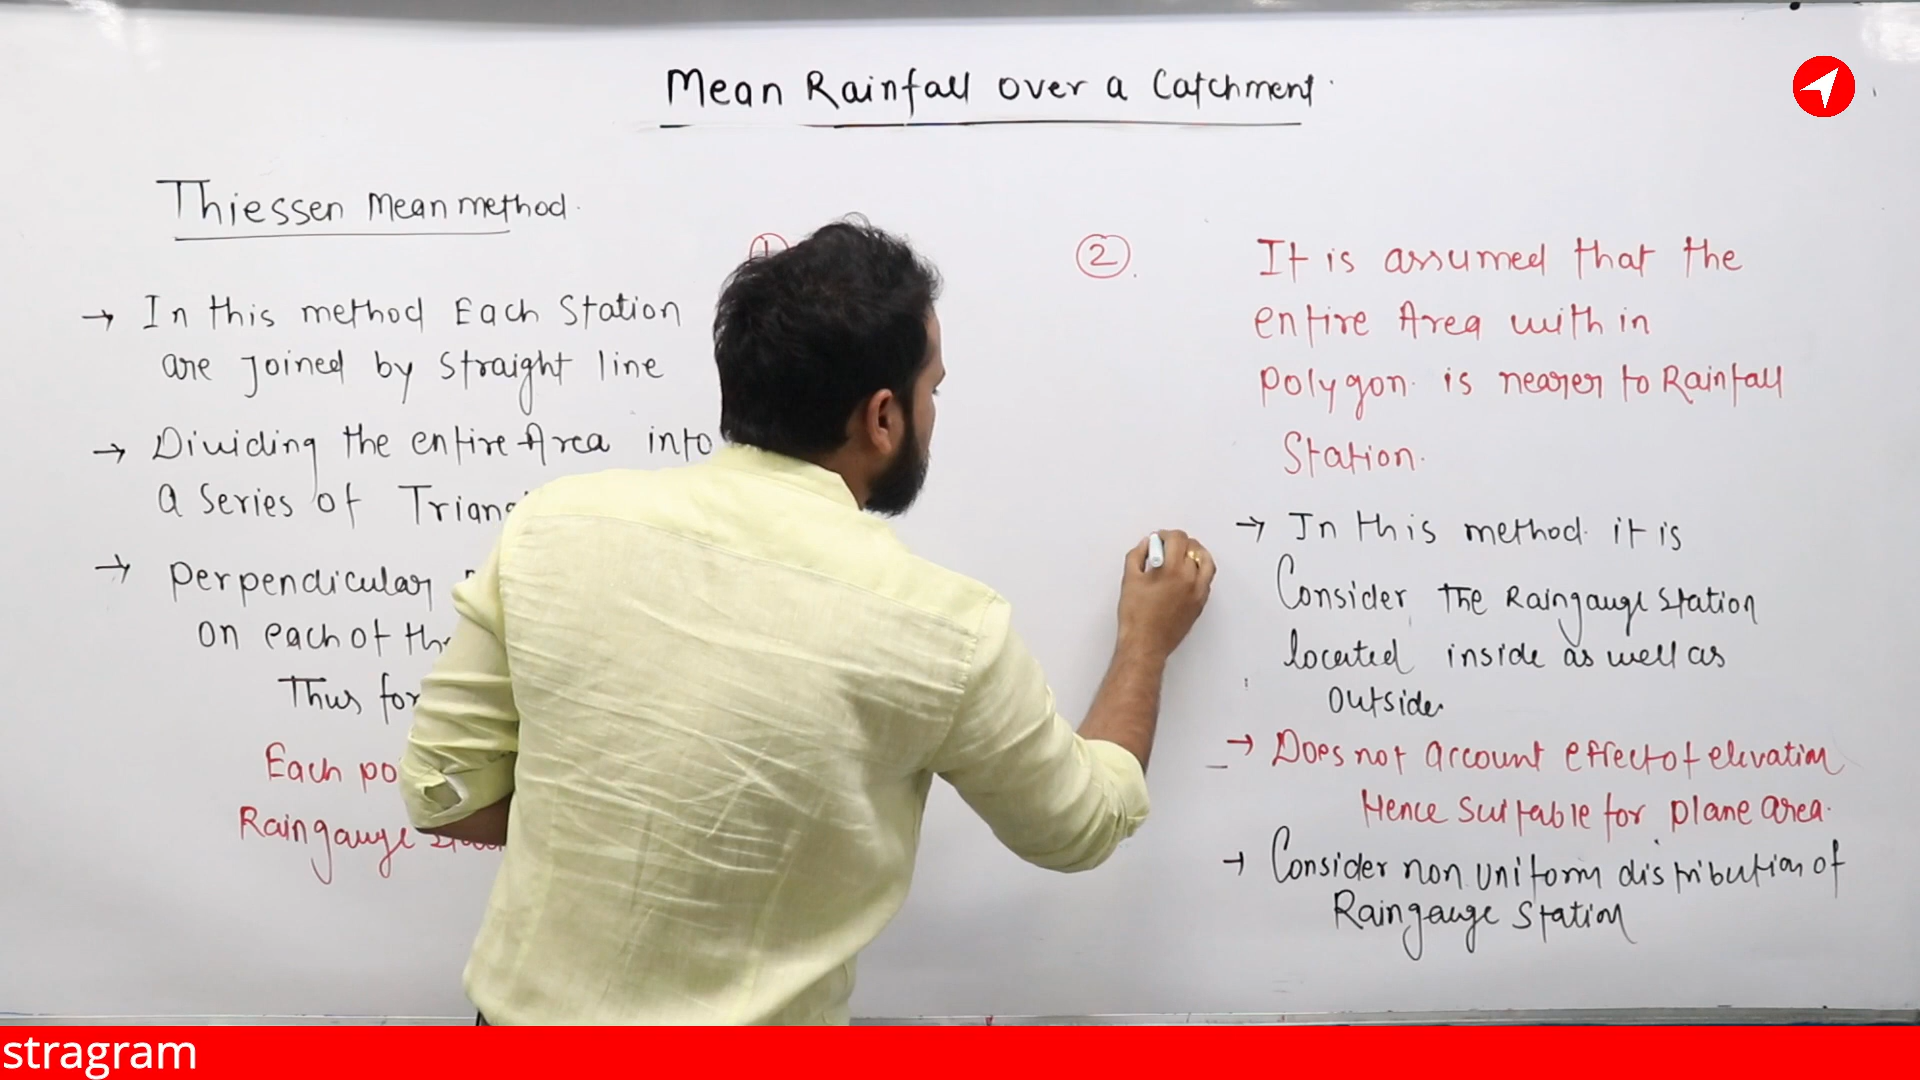 Mean Rainfall over a Catchment.
Thiessen Mean method.
→ In this method Each Station
are joined by straight line
→ Dividing the entire Area into
a series of
→ perpendicular
on each of
Thus
Each
Raingauge
1
2
It is assumed that the
entire Area with in
polygon is nearer to Rainfall
Station.
→ In this method it is
Consider The Raingauge station
located inside as well as
outside.
→ Does not account effect of elevation
Hence suitable for plane area.
→ Consider non uniform distribution of
Raingauge Station
stragram